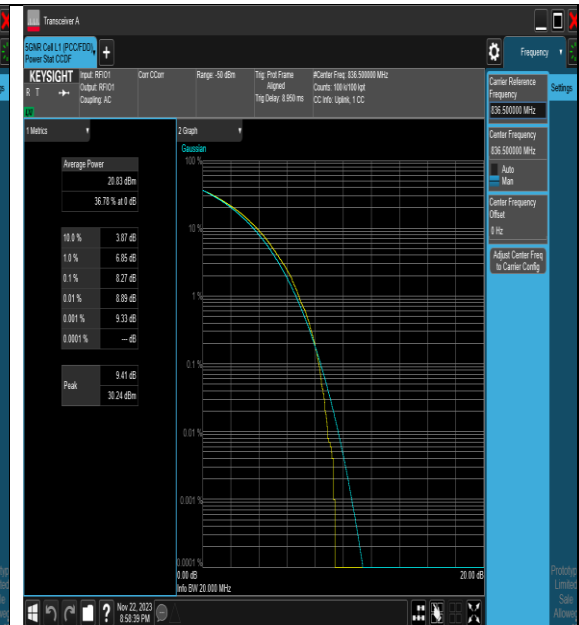 Transceiver A
5GNR Cell L1 (PCC/FDD)
Power Stat CCDF
+
KEYSIGHT
R T
LXI
Input: RFIO1
Output: RFIO1
Coupling: AC
Corr CCorr
Range: -50 dBm
Trig: Prot Frame
Aligned
Trig Delay: 8.950 ms
#Center Freq: 836.500000 MHz
Counts: 100 k/100 kpt
CC Info: Uplink, 1 CC
1 Metrics
Average Power
20.83 dBm
36.78 % at 0 dB
10.0 % 3.87 dB
1.0 % 6.85 dB
0.1 % 8.27 dB
0.01 % 8.89 dB
0.001 % 9.33 dB
0.0001 % --- dB
Peak
9.41 dB
30.24 dBm
2 Graph
Gaussian
100 %
10 %
1 %
0.1 %
0.01 %
0.001 %
0.0001 %
0.00 dB 20.00 dB
Info BW 20.000 MHz
Frequency
Settings
Carrier Reference
Frequency
836.500000 MHz
Center Frequency
836.500000 MHz
Auto
Man
Center Frequency
Offset
0 Hz
Adjust Center Freq
to Carrier Config
Nov 22, 2023
8:58:39 PM
?